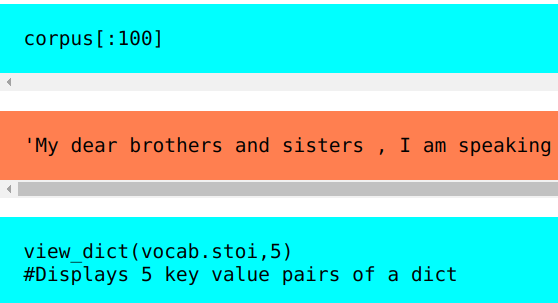 corpus[:100]
'My dear brothers and sisters , I am speaking
view_dict(vocab.stoi,5)
#Displays 5 key value pairs of a dict